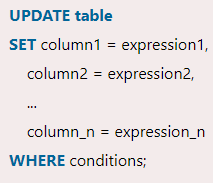 UPDATE table
SET column1 = expression1,
column2 = expression2,
...
column_n = expression_n
WHERE conditions;